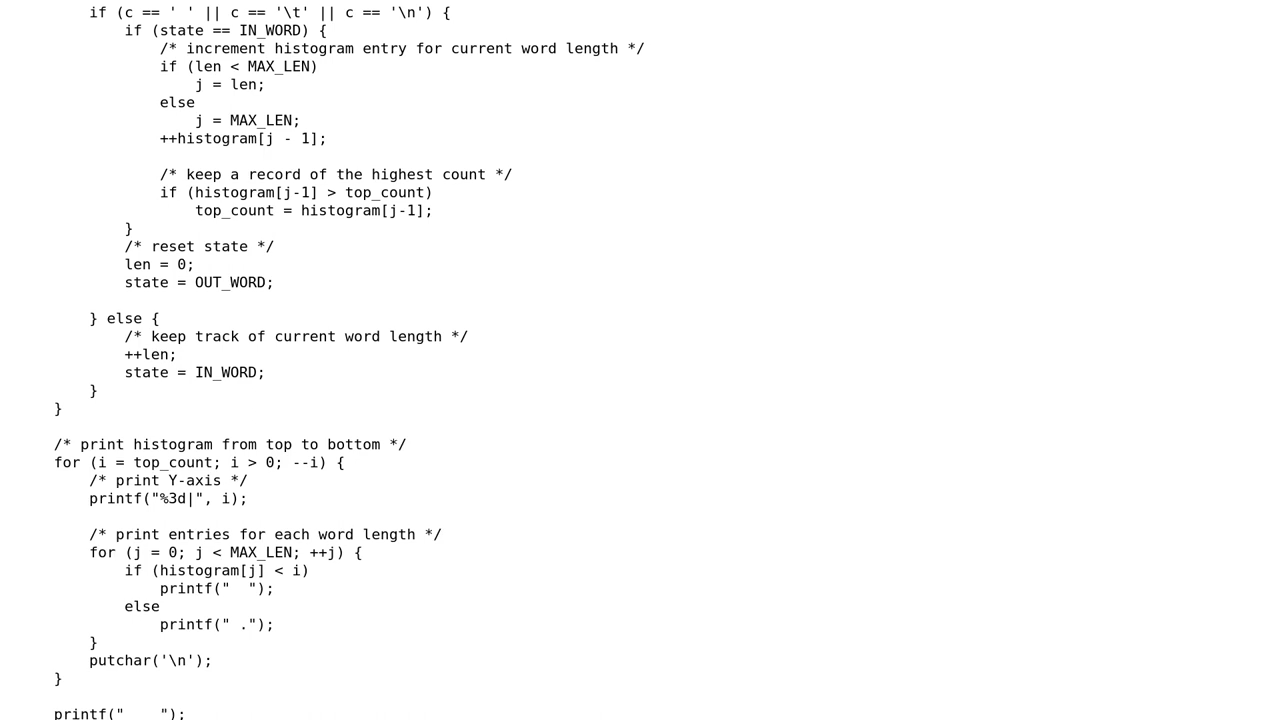 if (c == ' ' || c == '\t' || c == '\n') {
        if (state == IN_WORD) {
            /* increment histogram entry for current word length */
            if (len < MAX_LEN)
                j = len;
            else
                j = MAX_LEN;
            ++histogram[j - 1];

            /* keep a record of the highest count */
            if (histogram[j-1] > top_count)
                top_count = histogram[j-1];
        }
        /* reset state */
        len = 0;
        state = OUT_WORD;

    } else {
        /* keep track of current word length */
        ++len;
        state = IN_WORD;
    }
}

/* print histogram from top to bottom */
for (i = top_count; i > 0; --i) {
    /* print Y-axis */
    printf("%3d|", i);

    /* print entries for each word length */
    for (j = 0; j < MAX_LEN; ++j) {
        if (histogram[j] < i)
            printf("  ");
        else
            printf(" .");
    }
    putchar('\n');
}

printf("    ");